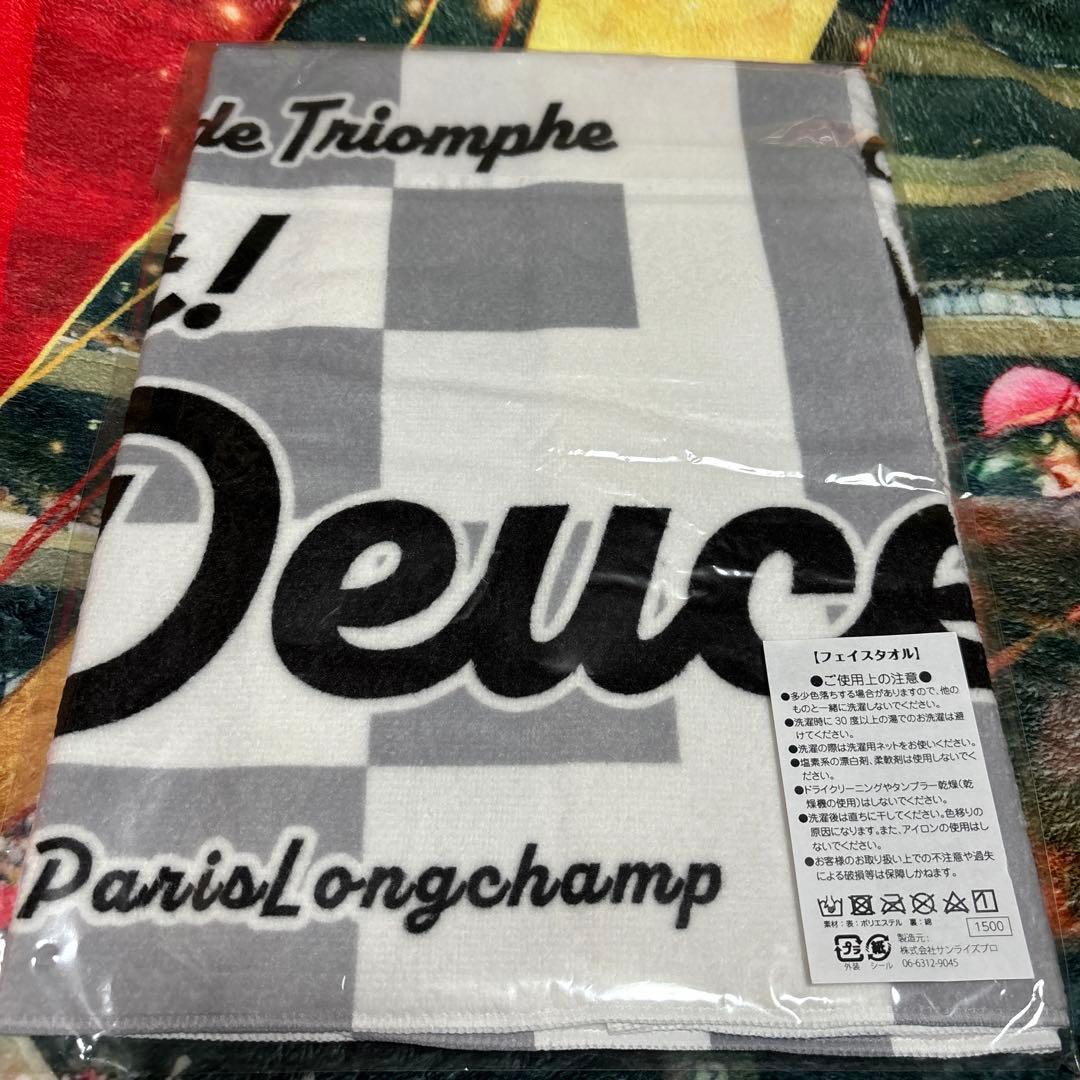 de Triomphe
!
Deuce
ParisLongchamp
【フェイスタオル】
●ご使用上の注意●
●多少色落ちする場合がありますので、他の
ものと一緒に洗濯しないでください。
●洗濯時に30度以上の湯でのお洗濯は避
けてください。
●洗濯の際は洗濯用ネットをお使いください。
●塩素系の漂白剤、柔軟剤は使用しないでく
ださい。
●ドライクリーニングやタンブラー乾燥(乾
燥機の使用)はしないでください。
●洗濯後は直ちに干してください。色移りの
原因になります。また、アイロンの使用はし
ないでください。
●お客様のお取り扱い上での不注意や過失
による破損等は保障しかねます。
素材：表：ポリエステル 裏：綿
1500
プラ
外装
紙
シール
製造元：
株式会社サンライズプロ
06-6312-9045